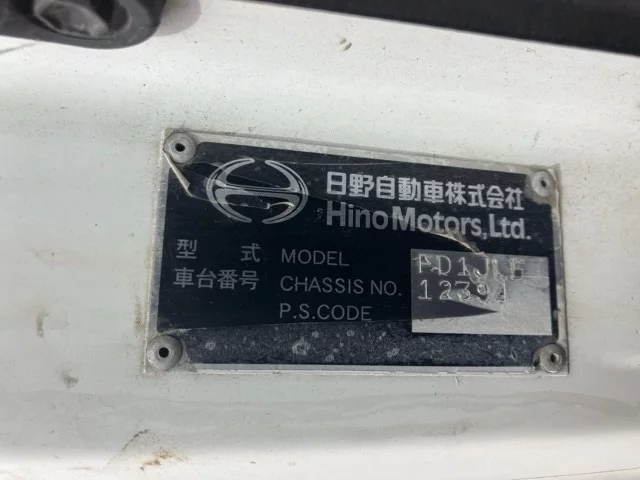 日野自動車株式会社
Hino Motors, Ltd.
型 式 MODEL
車台番号 CHASSIS NO.
P.S.CODE